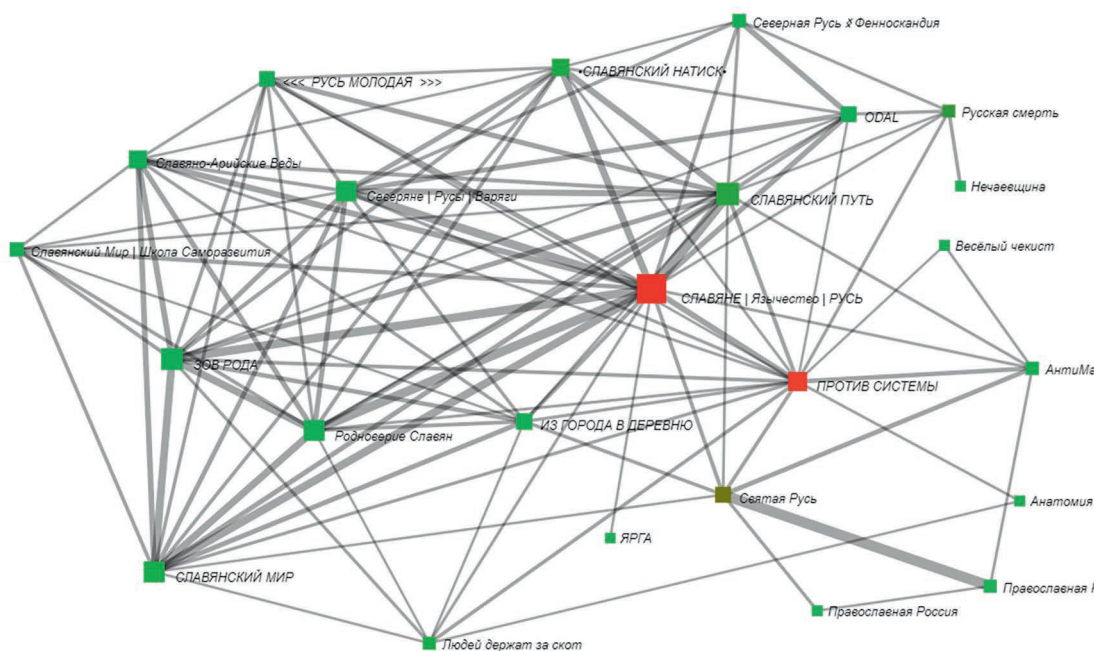 Северная Русь ⚡ Фенноскандия
•СЛАВЯНСКИЙ НАТИСК•
<<< РУСЬ МОЛОДАЯ >>>
ODAL
Русская смерть
Славяно-Арийские Веды
Нечаевщина
Северяне | Русы | Варяги
СЛАВЯНСКИЙ ПУТЬ
Славянский Мир | Школа Саморазвития
Весёлый чекист
СЛАВЯНЕ | Язычество | РУСЬ
ЗОВ РОДА
АнтиМа
ПРОТИВ СИСТЕМЫ
Родноверие Славян
ИЗ ГОРОДА В ДЕРЕВНЮ
Святая Русь
Анатомия
ЯРГА
СЛАВЯНСКИЙ МИР
Православная
Православная Россия
Людей держат за скот